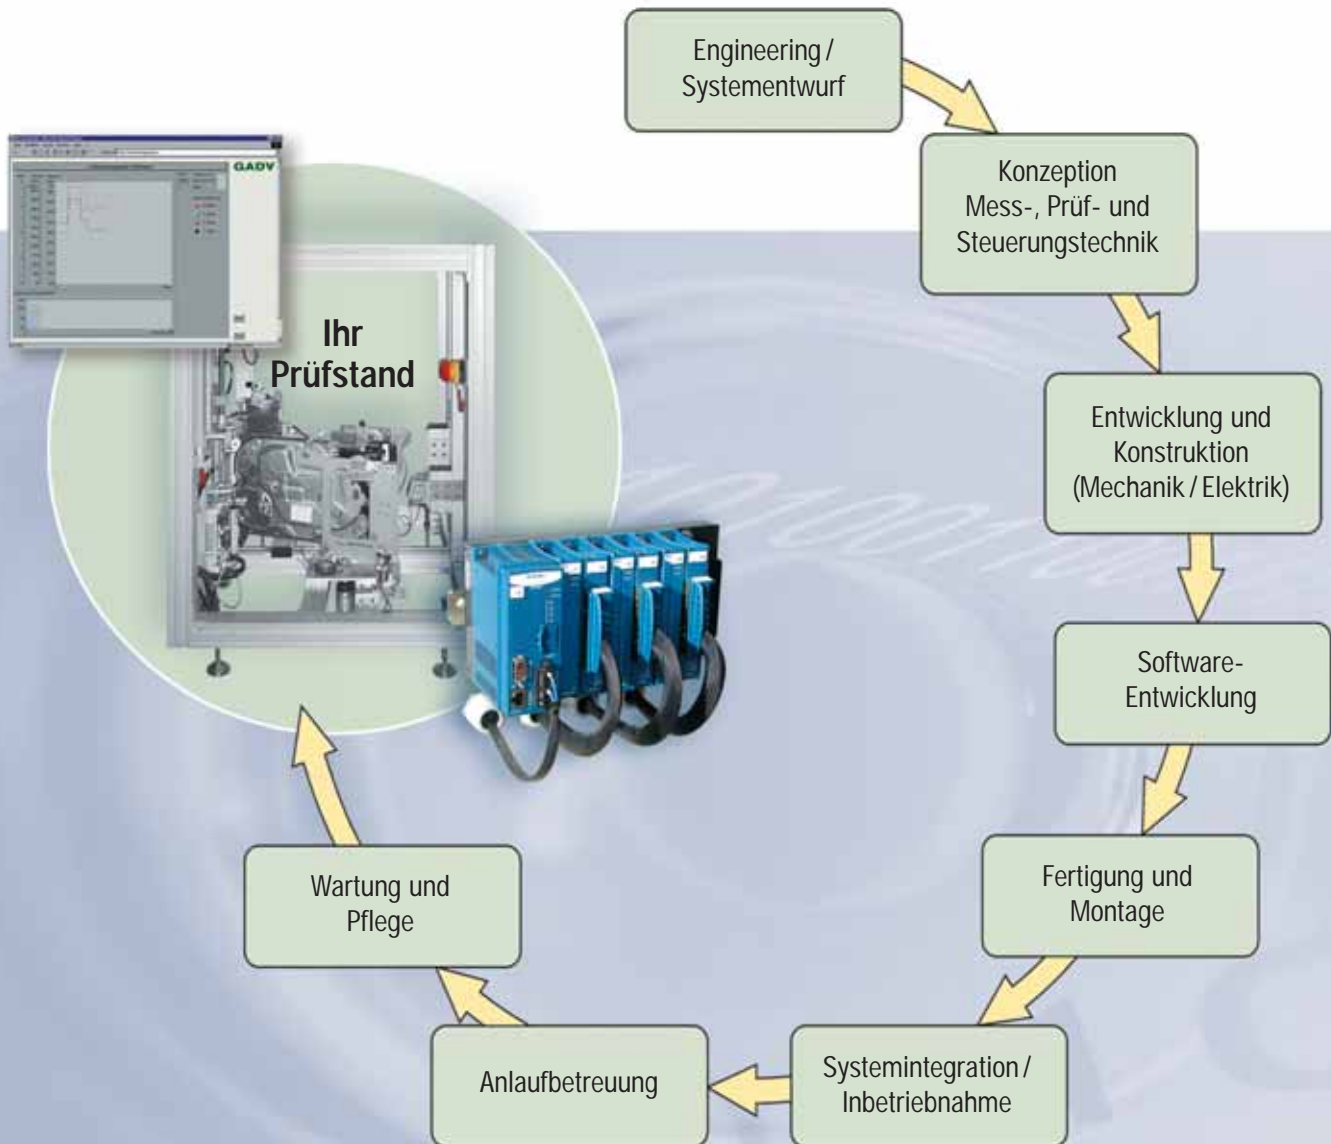 Engineering /
Systementwurf
Konzeption
Mess-, Prüf- und
Steuerungstechnik
GADV
Ihr
Prüfstand
Entwicklung und
Konstruktion
(Mechanik / Elektrik)
Software-
Entwicklung
Fertigung und
Montage
Systemintegration /
Inbetriebnahme
Anlaufbetreuung
Wartung und
Pflege